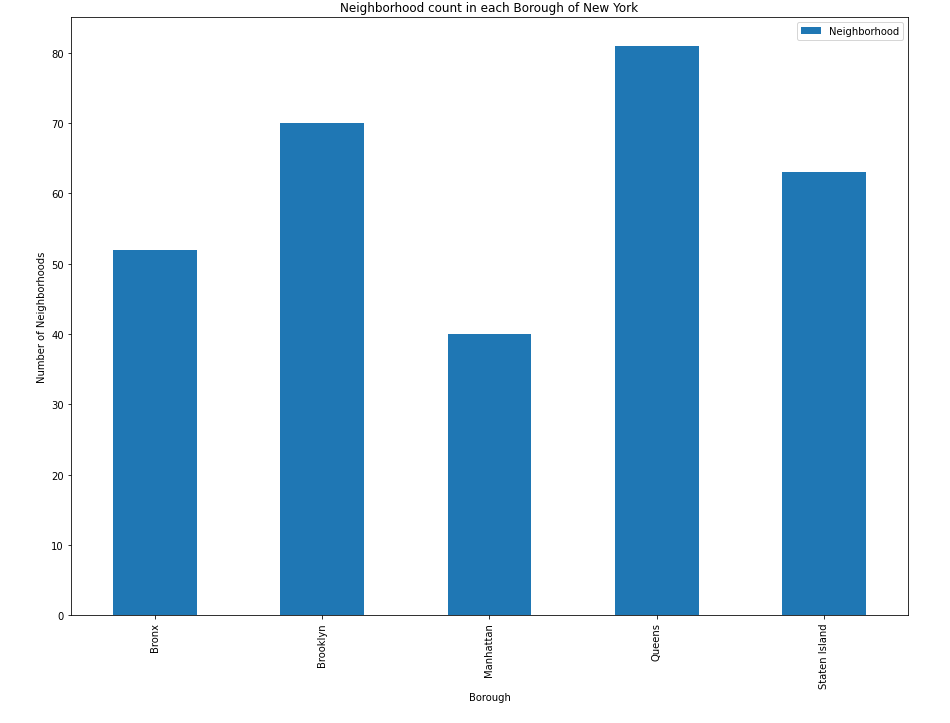 Neighborhood count in each Borough of New York
Neighborhood
80
70
60
50
40
30
20
10
0
Number of Neighborhoods
Bronx
Brooklyn
Manhattan
Queens
Staten Island
Borough